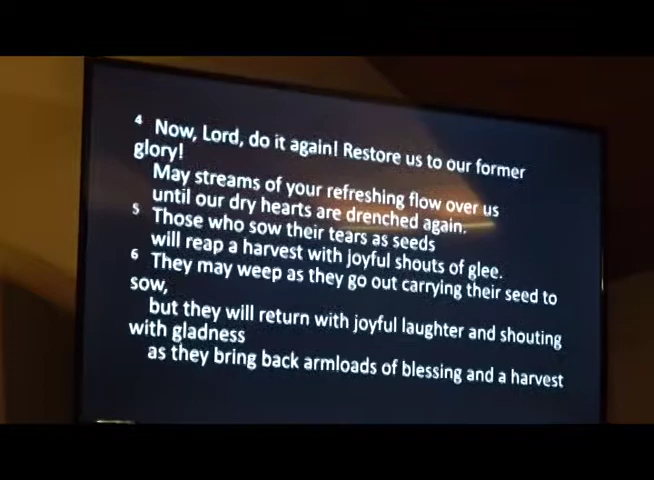 4 Now, Lord, do it again! Restore us to our former
glory!
May streams of your refreshing flow over us
until our dry hearts are drenched again.
5 Those who sow their tears as seeds
will reap a harvest with joyful shouts of glee.
6 They may weep as they go out carrying their seed to
sow,
but they will return with joyful laughter and shouting
with gladness
as they bring back armloads of blessing and a harvest